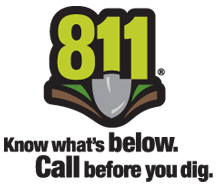 811®
Know what's below.
Call before you dig.